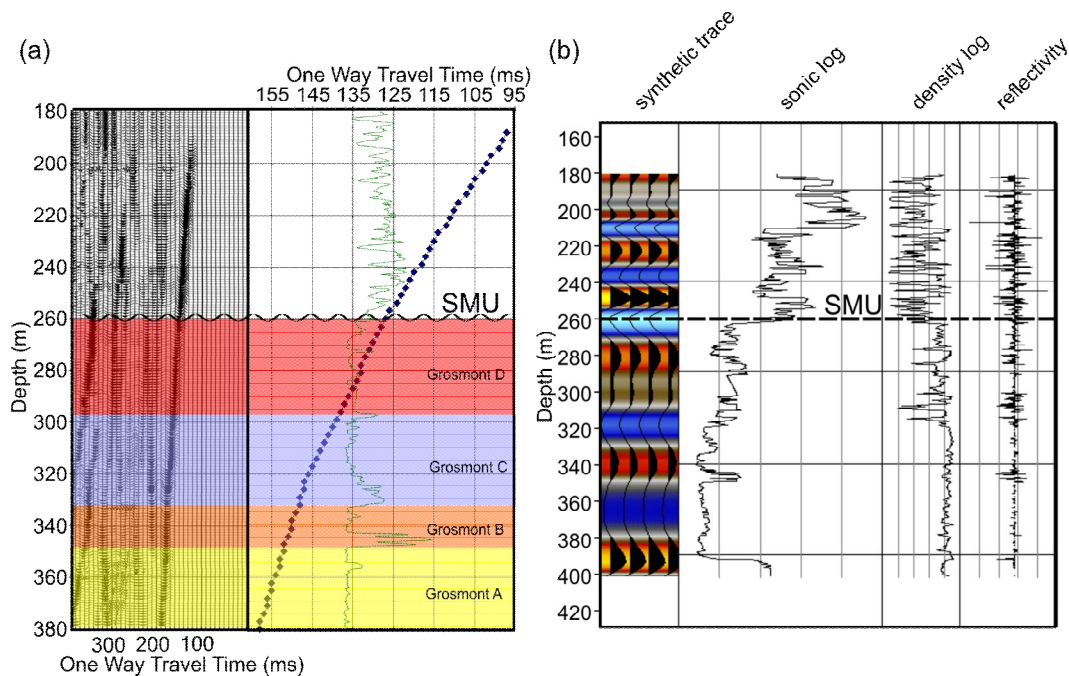 (a)
One Way Travel Time (ms)
155 145 135 125 115 105 95
180
200
220
240
260
280
300
320
340
360
380
Depth (m)
SMU
Grosmont D
Grosmont C
Grosmont B
Grosmont A
300 200 100
One Way Travel Time (ms)
(b)
synthetic trace
sonic log
density log
reflectivity
160
180
200
220
240
260
280
300
320
340
360
380
400
420
Depth (m)
SMU